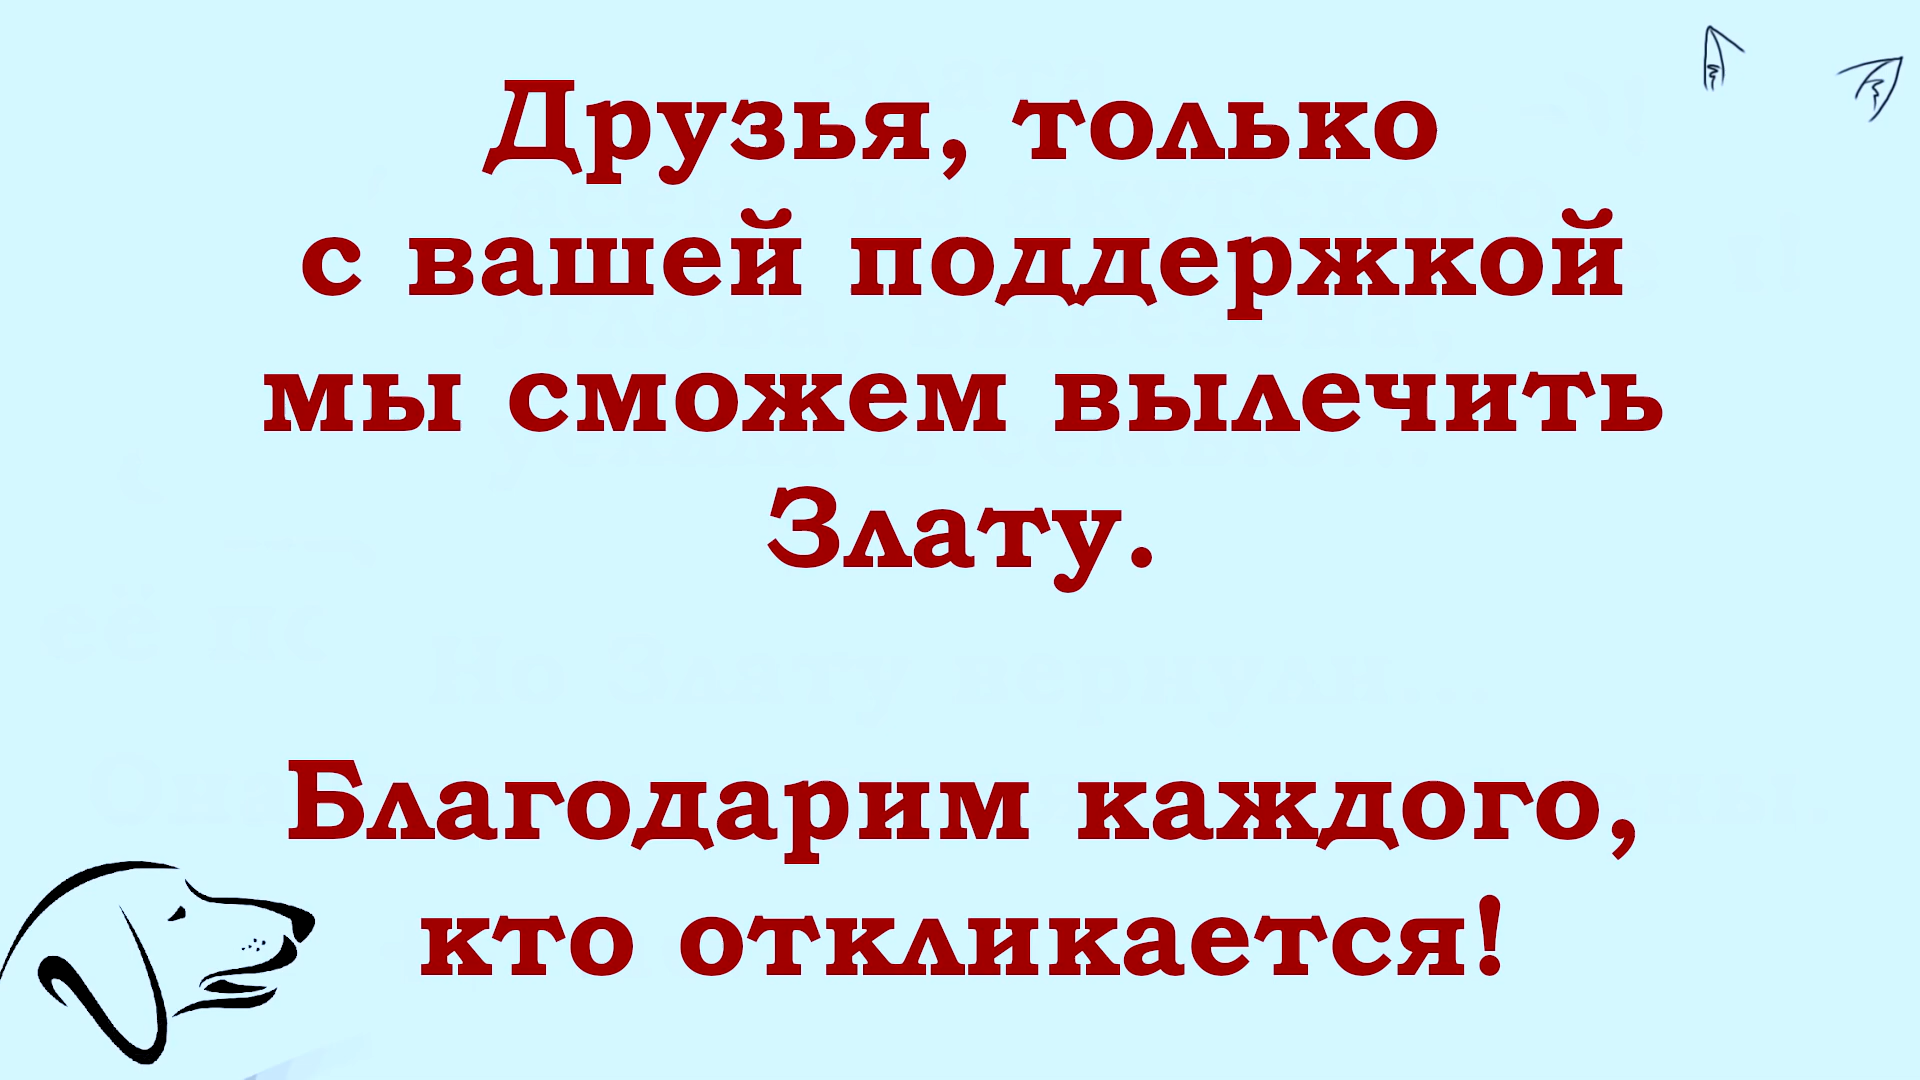 Друзья, только
с вашей поддержкой
мы сможем вылечить
Злату.
Благодарим каждого,
кто откликается!